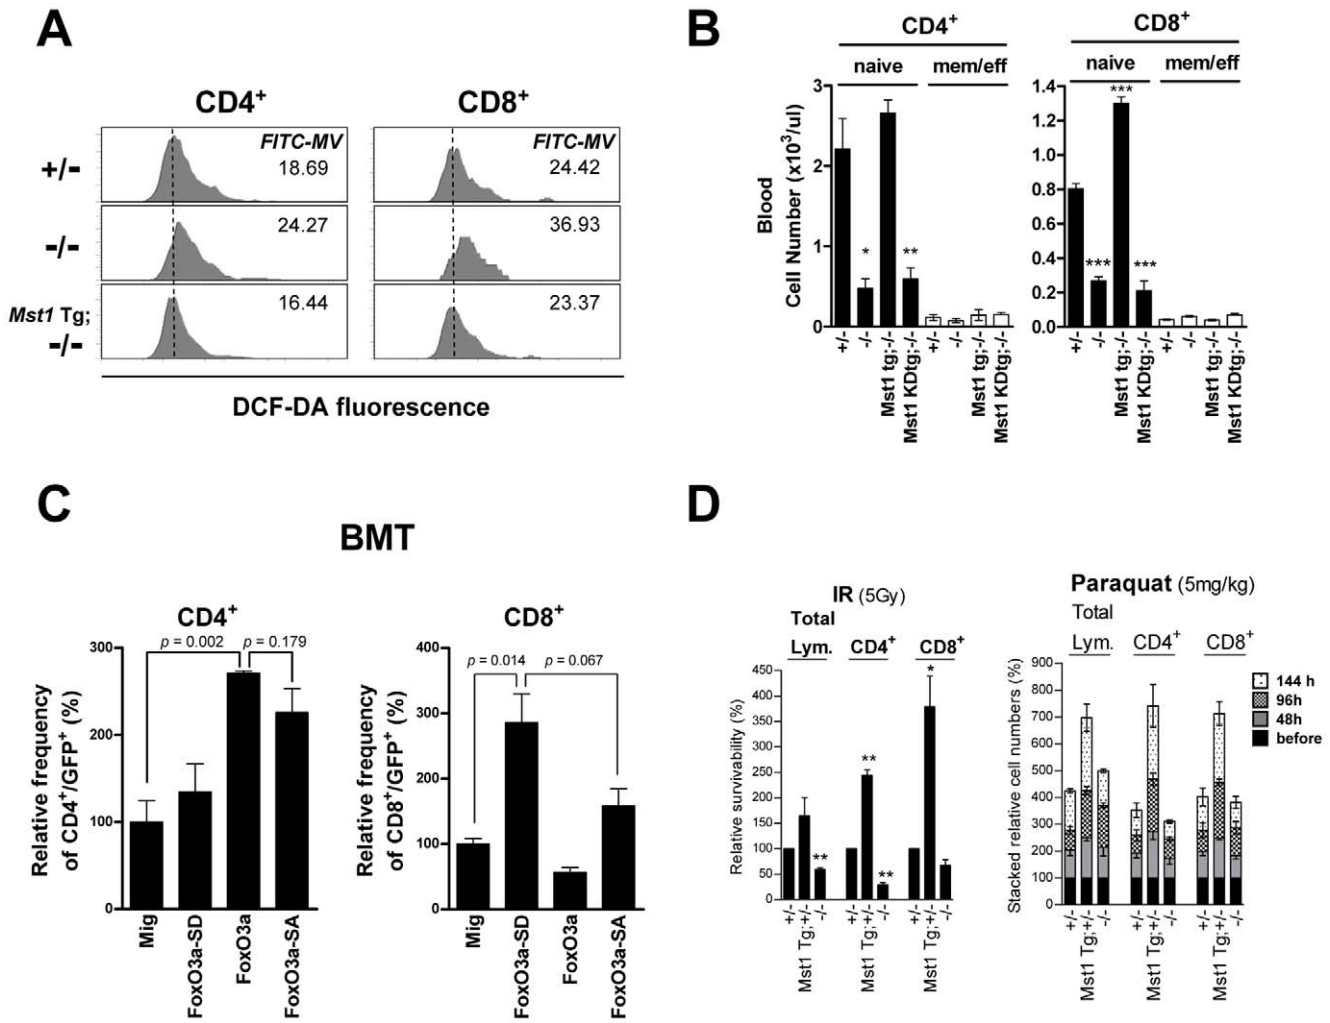 A
CD4+
CD8+
+/-
FITC-MV
18.69
FITC-MV
24.42
-/-
24.27
36.93
Mst1 Tg;
-/-
16.44
23.37
DCF-DA fluorescence
B
CD4+
CD8+
naive
mem/eff
naive
mem/eff
Blood
Cell Number (x10³/ul)
3
2
1
0
*
**
1.4
1.2
1.0
0.8
0.6
0.4
0.2
0.0
***
***
***
+/-
-/-
Mst1 tg;-/-
Mst1 KDtg;-/-
+/-
-/-
Mst1 tg;-/-
Mst1 KDtg;-/-
+/-
-/-
Mst1 tg;-/-
Mst1 KDtg;-/-
+/-
-/-
Mst1 tg;-/-
Mst1 KDtg;-/-
C
BMT
CD4+
Relative frequency
of CD4+/GFP+ (%)
300
200
100
0
p = 0.002
p = 0.179
Mig
FoxO3a-SD
FoxO3a
FoxO3a-SA
CD8+
Relative frequency
of CD8+/GFP+ (%)
400
300
200
100
0
p = 0.014
p = 0.067
Mig
FoxO3a-SD
FoxO3a
FoxO3a-SA
D
IR (5Gy)
Total
Lym.
CD4+
CD8+
Relative survivability (%)
450
400
350
300
250
200
150
100
50
0
**
**
**
*
+/-
Mst1 Tg;+/-
-/-
+/-
Mst1 Tg;+/-
-/-
+/-
Mst1 Tg;+/-
-/-
Paraquat (5mg/kg)
Total
Lym.
CD4+
CD8+
Stacked relative cell numbers (%)
900
800
700
600
500
400
300
200
100
0
144 h
96h
48h
before
+/-
Mst1 Tg;+/-
-/-
+/-
Mst1 Tg;+/-
-/-
+/-
Mst1 Tg;+/-
-/-